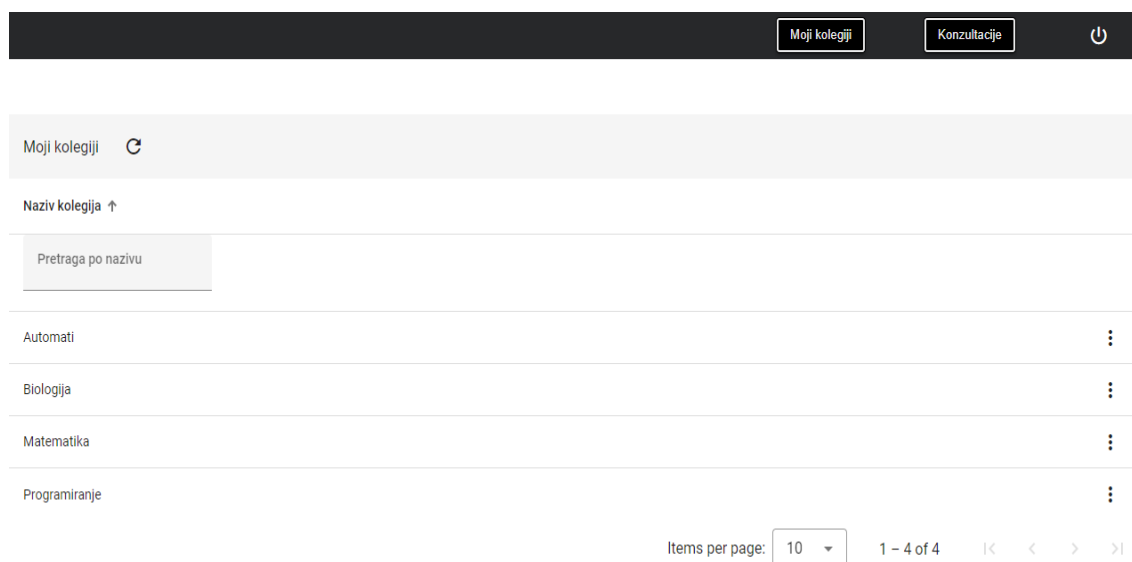 Moji kolegiji Konzultacije
Moji kolegiji
Naziv kolegija
Pretraga po nazivu
Automati
Biologija
Matematika
Programiranje
Items per page: 10 1 – 4 of 4